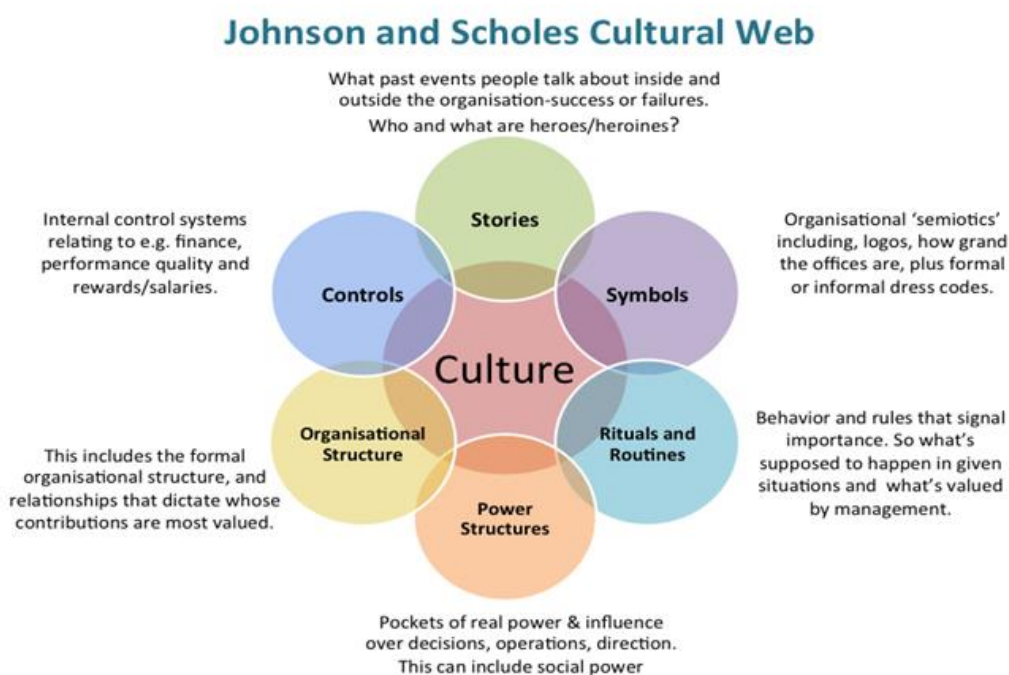 Johnson and Scholes Cultural Web
What past events people talk about inside and
outside the organisation-success or failures.
Who and what are heroes/heroines?
Stories
Internal control systems
relating to e.g. finance,
performance quality and
rewards/salaries.
Controls
Symbols
Organisational ‘semiotics’
including, logos, how grand
the offices are, plus formal
or informal dress codes.
Culture
This includes the formal
organisational structure, and
relationships that dictate whose
contributions are most valued.
Organisational
Structure
Rituals and
Routines
Behavior and rules that signal
importance. So what’s
supposed to happen in given
situations and what’s valued
by management.
Power
Structures
Pockets of real power & influence
over decisions, operations, direction.
This can include social power